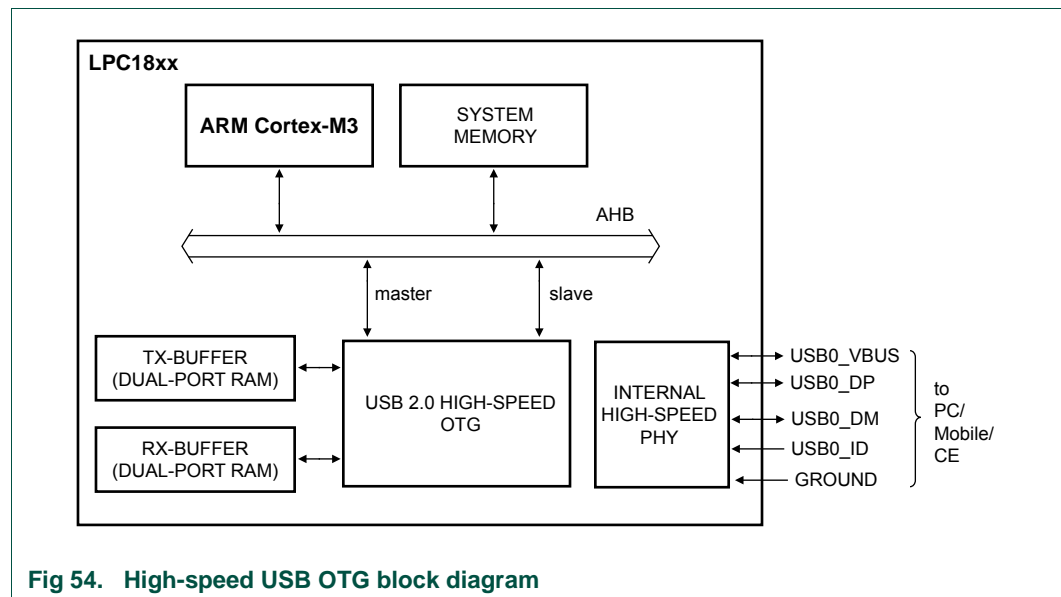 LPC18xx
ARM Cortex-M3
SYSTEM
MEMORY
AHB
master
slave
TX-BUFFER
(DUAL-PORT RAM)
RX-BUFFER
(DUAL-PORT RAM)
USB 2.0 HIGH-SPEED
OTG
INTERNAL
HIGH-SPEED
PHY
USB0_VBUS
USB0_DP
USB0_DM
USB0_ID
GROUND
to
PC/
Mobile/
CE
Fig 54. High-speed USB OTG block diagram